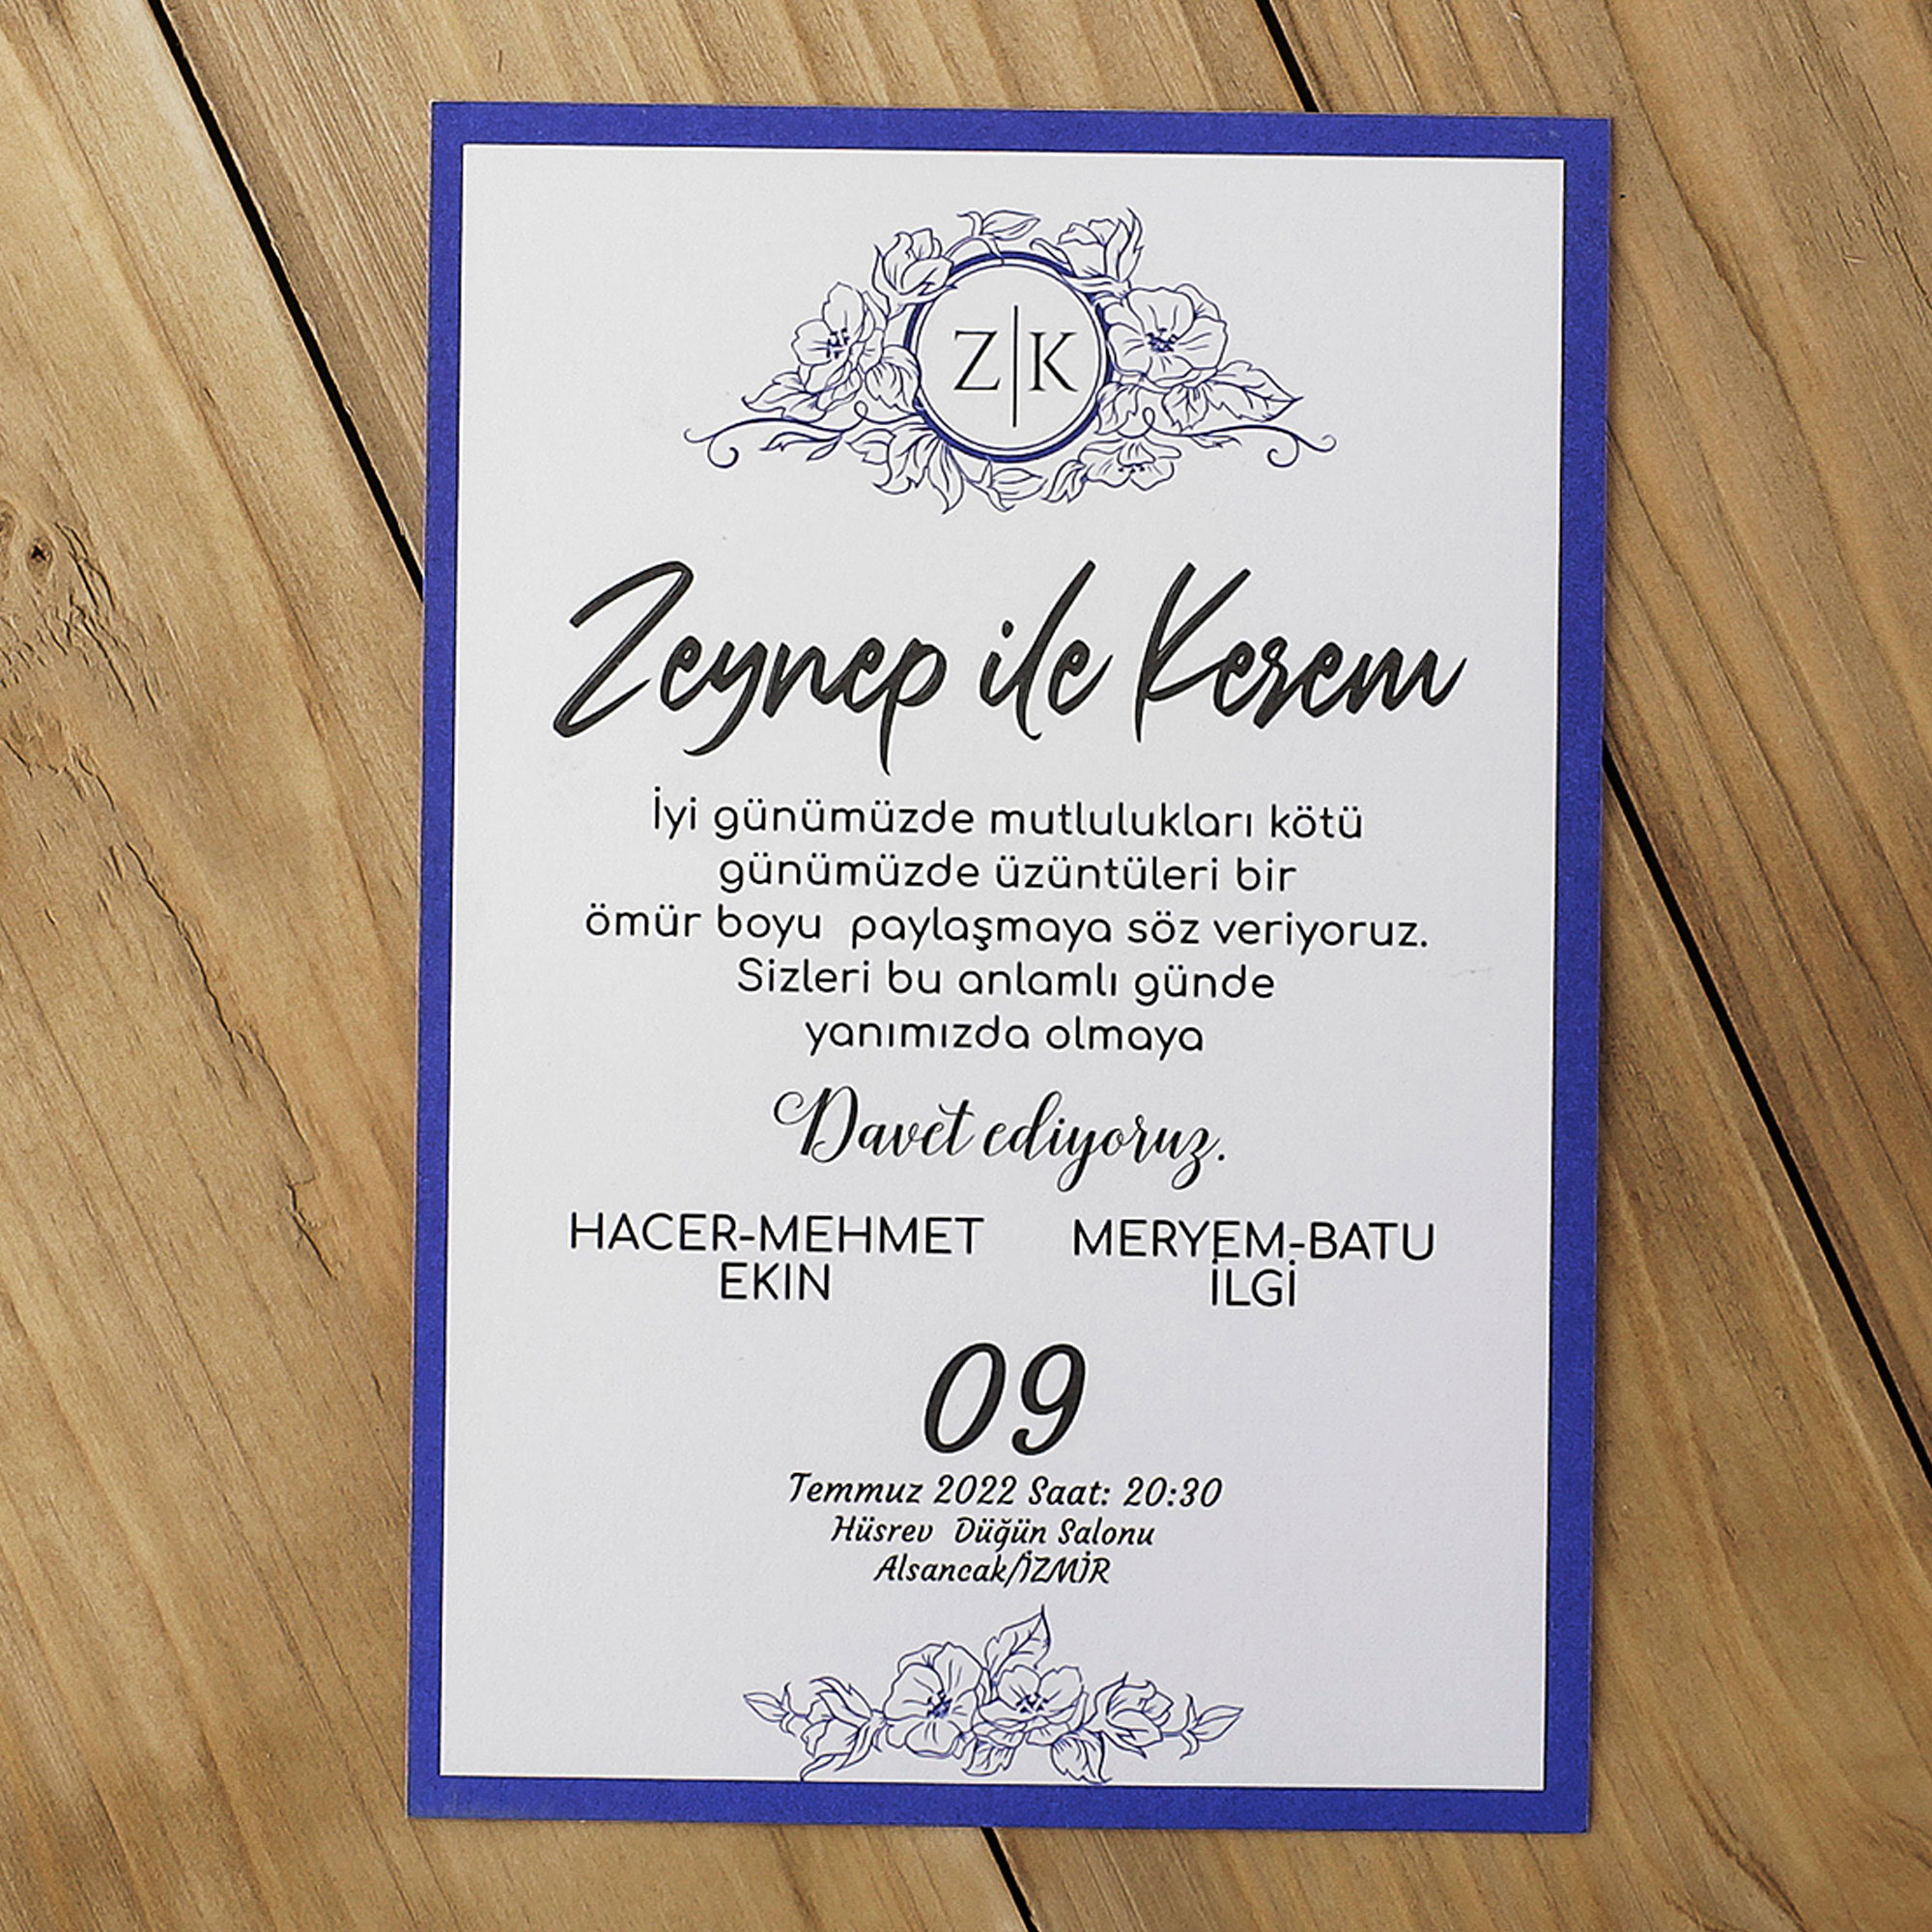 Z|K
Zeynep ile Kerem
İyi günümüzde mutlulukları kötü
günümüzde üzüntüleri bir
ömür boyu  paylaşmaya söz veriyoruz.
Sizleri bu anlamlı günde
yanımızda olmaya
Davet ediyoruz.
HACER-MEHMET MERYEM-BATU
EKIN İLGİ
09
Temmuz 2022 Saat: 20:30
Hüsrev  Düğün Salonu
Alsancak/İZMİR